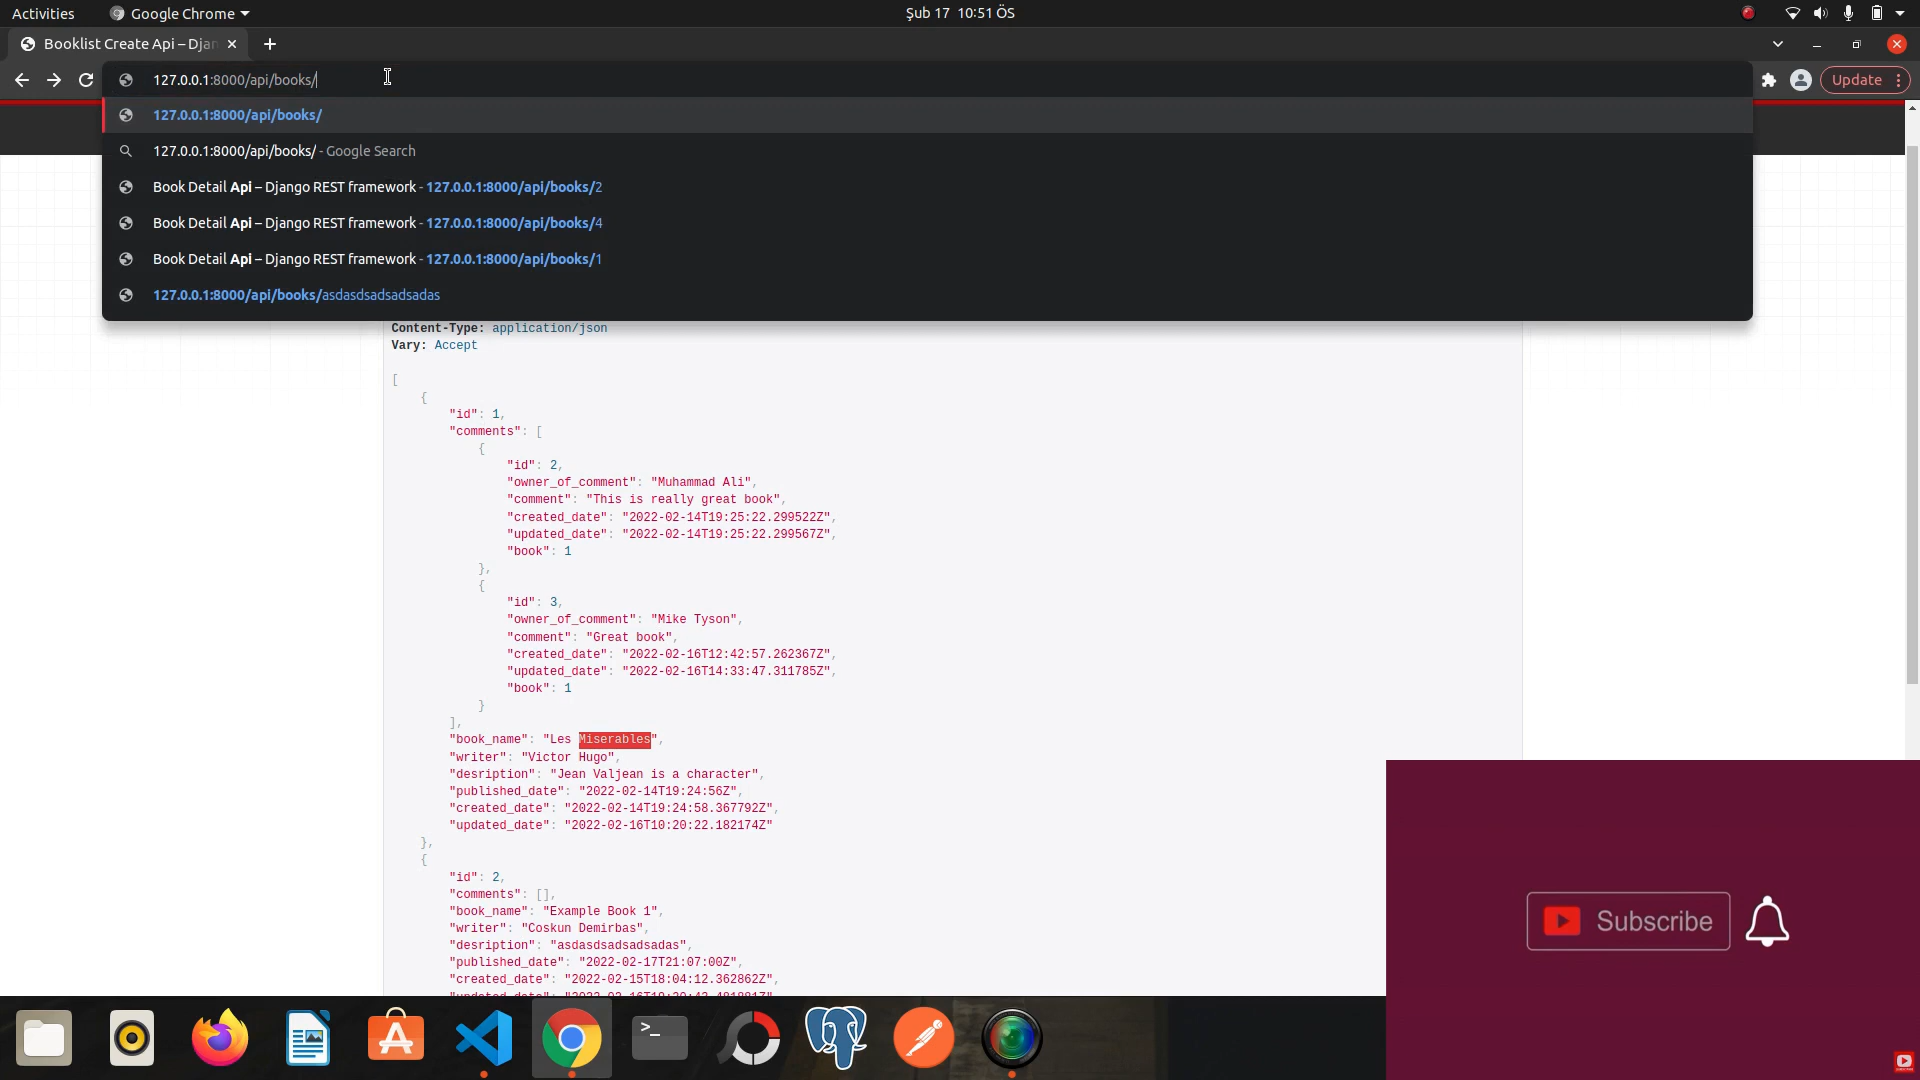 Activities
Google Chrome
Şub 17 10:51 ÖS
Booklist Create Api – Djan
127.0.0.1:8000/api/books/
Update
127.0.0.1:8000/api/books/
127.0.0.1:8000/api/books/ - Google Search
Book Detail Api – Django REST framework - 127.0.0.1:8000/api/books/2
Book Detail Api – Django REST framework - 127.0.0.1:8000/api/books/4
Book Detail Api – Django REST framework - 127.0.0.1:8000/api/books/1
127.0.0.1:8000/api/books/asdasdsadsadsadas
Content-Type: application/json
Vary: Accept
[
{
"id": 1,
"comments": [
{
"id": 2,
"owner_of_comment": "Muhammad Ali",
"comment": "This is really great book",
"created_date": "2022-02-14T19:25:22.299522Z",
"updated_date": "2022-02-14T19:25:22.299567Z",
"book": 1
},
{
"id": 3,
"owner_of_comment": "Mike Tyson",
"comment": "Great book",
"created_date": "2022-02-16T12:42:57.262367Z",
"updated_date": "2022-02-16T14:33:47.311785Z",
"book": 1
}
],
"book_name": "Les Miserables",
"writer": "Victor Hugo",
"desription": "Jean Valjean is a character",
"published_date": "2022-02-14T19:24:56Z",
"created_date": "2022-02-14T19:24:58.367792Z",
"updated_date": "2022-02-16T10:20:22.182174Z"
},
{
"id": 2,
"comments": [],
"book_name": "Example Book 1",
"writer": "Coskun Demirbas",
"desription": "asdasdsadsadsadas",
"published_date": "2022-02-17T21:07:00Z",
"created_date": "2022-02-15T18:04:12.362862Z",
Subscribe